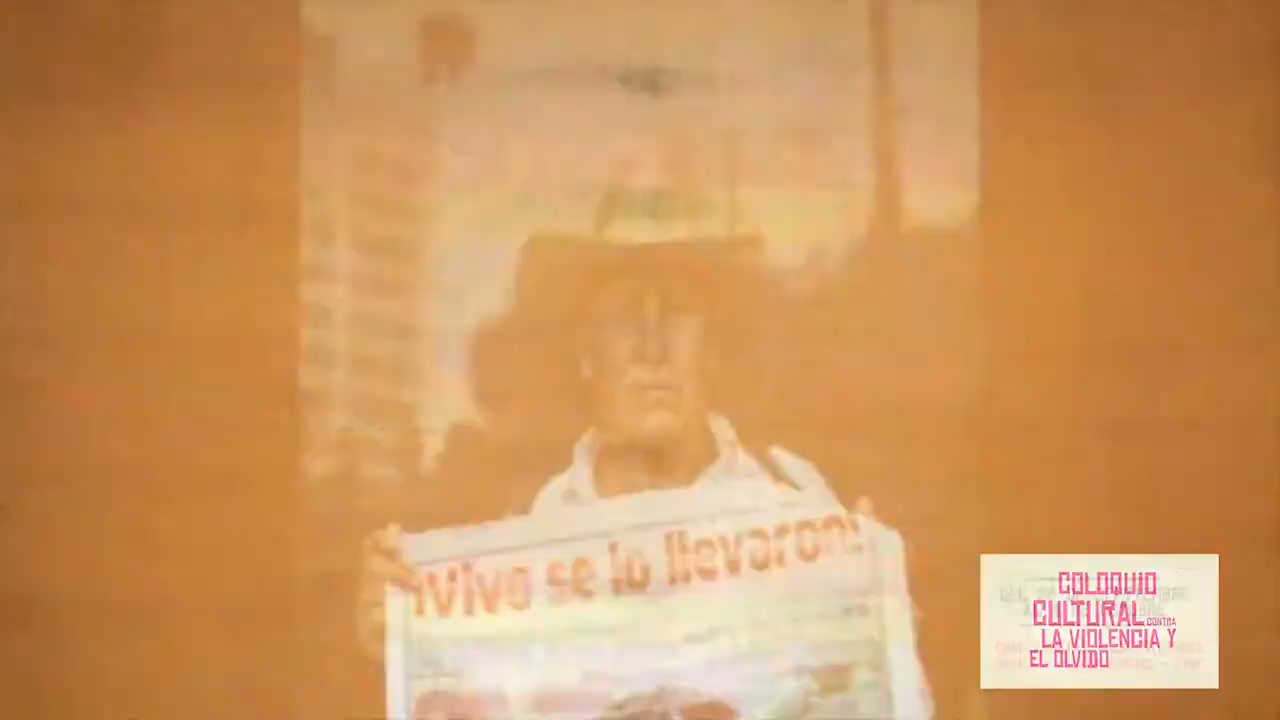 ¡Vivo se lo llevaron!
COLOQUIO
CULTURAL CONTRA
LA VIOLENCIA Y
EL OLVIDO